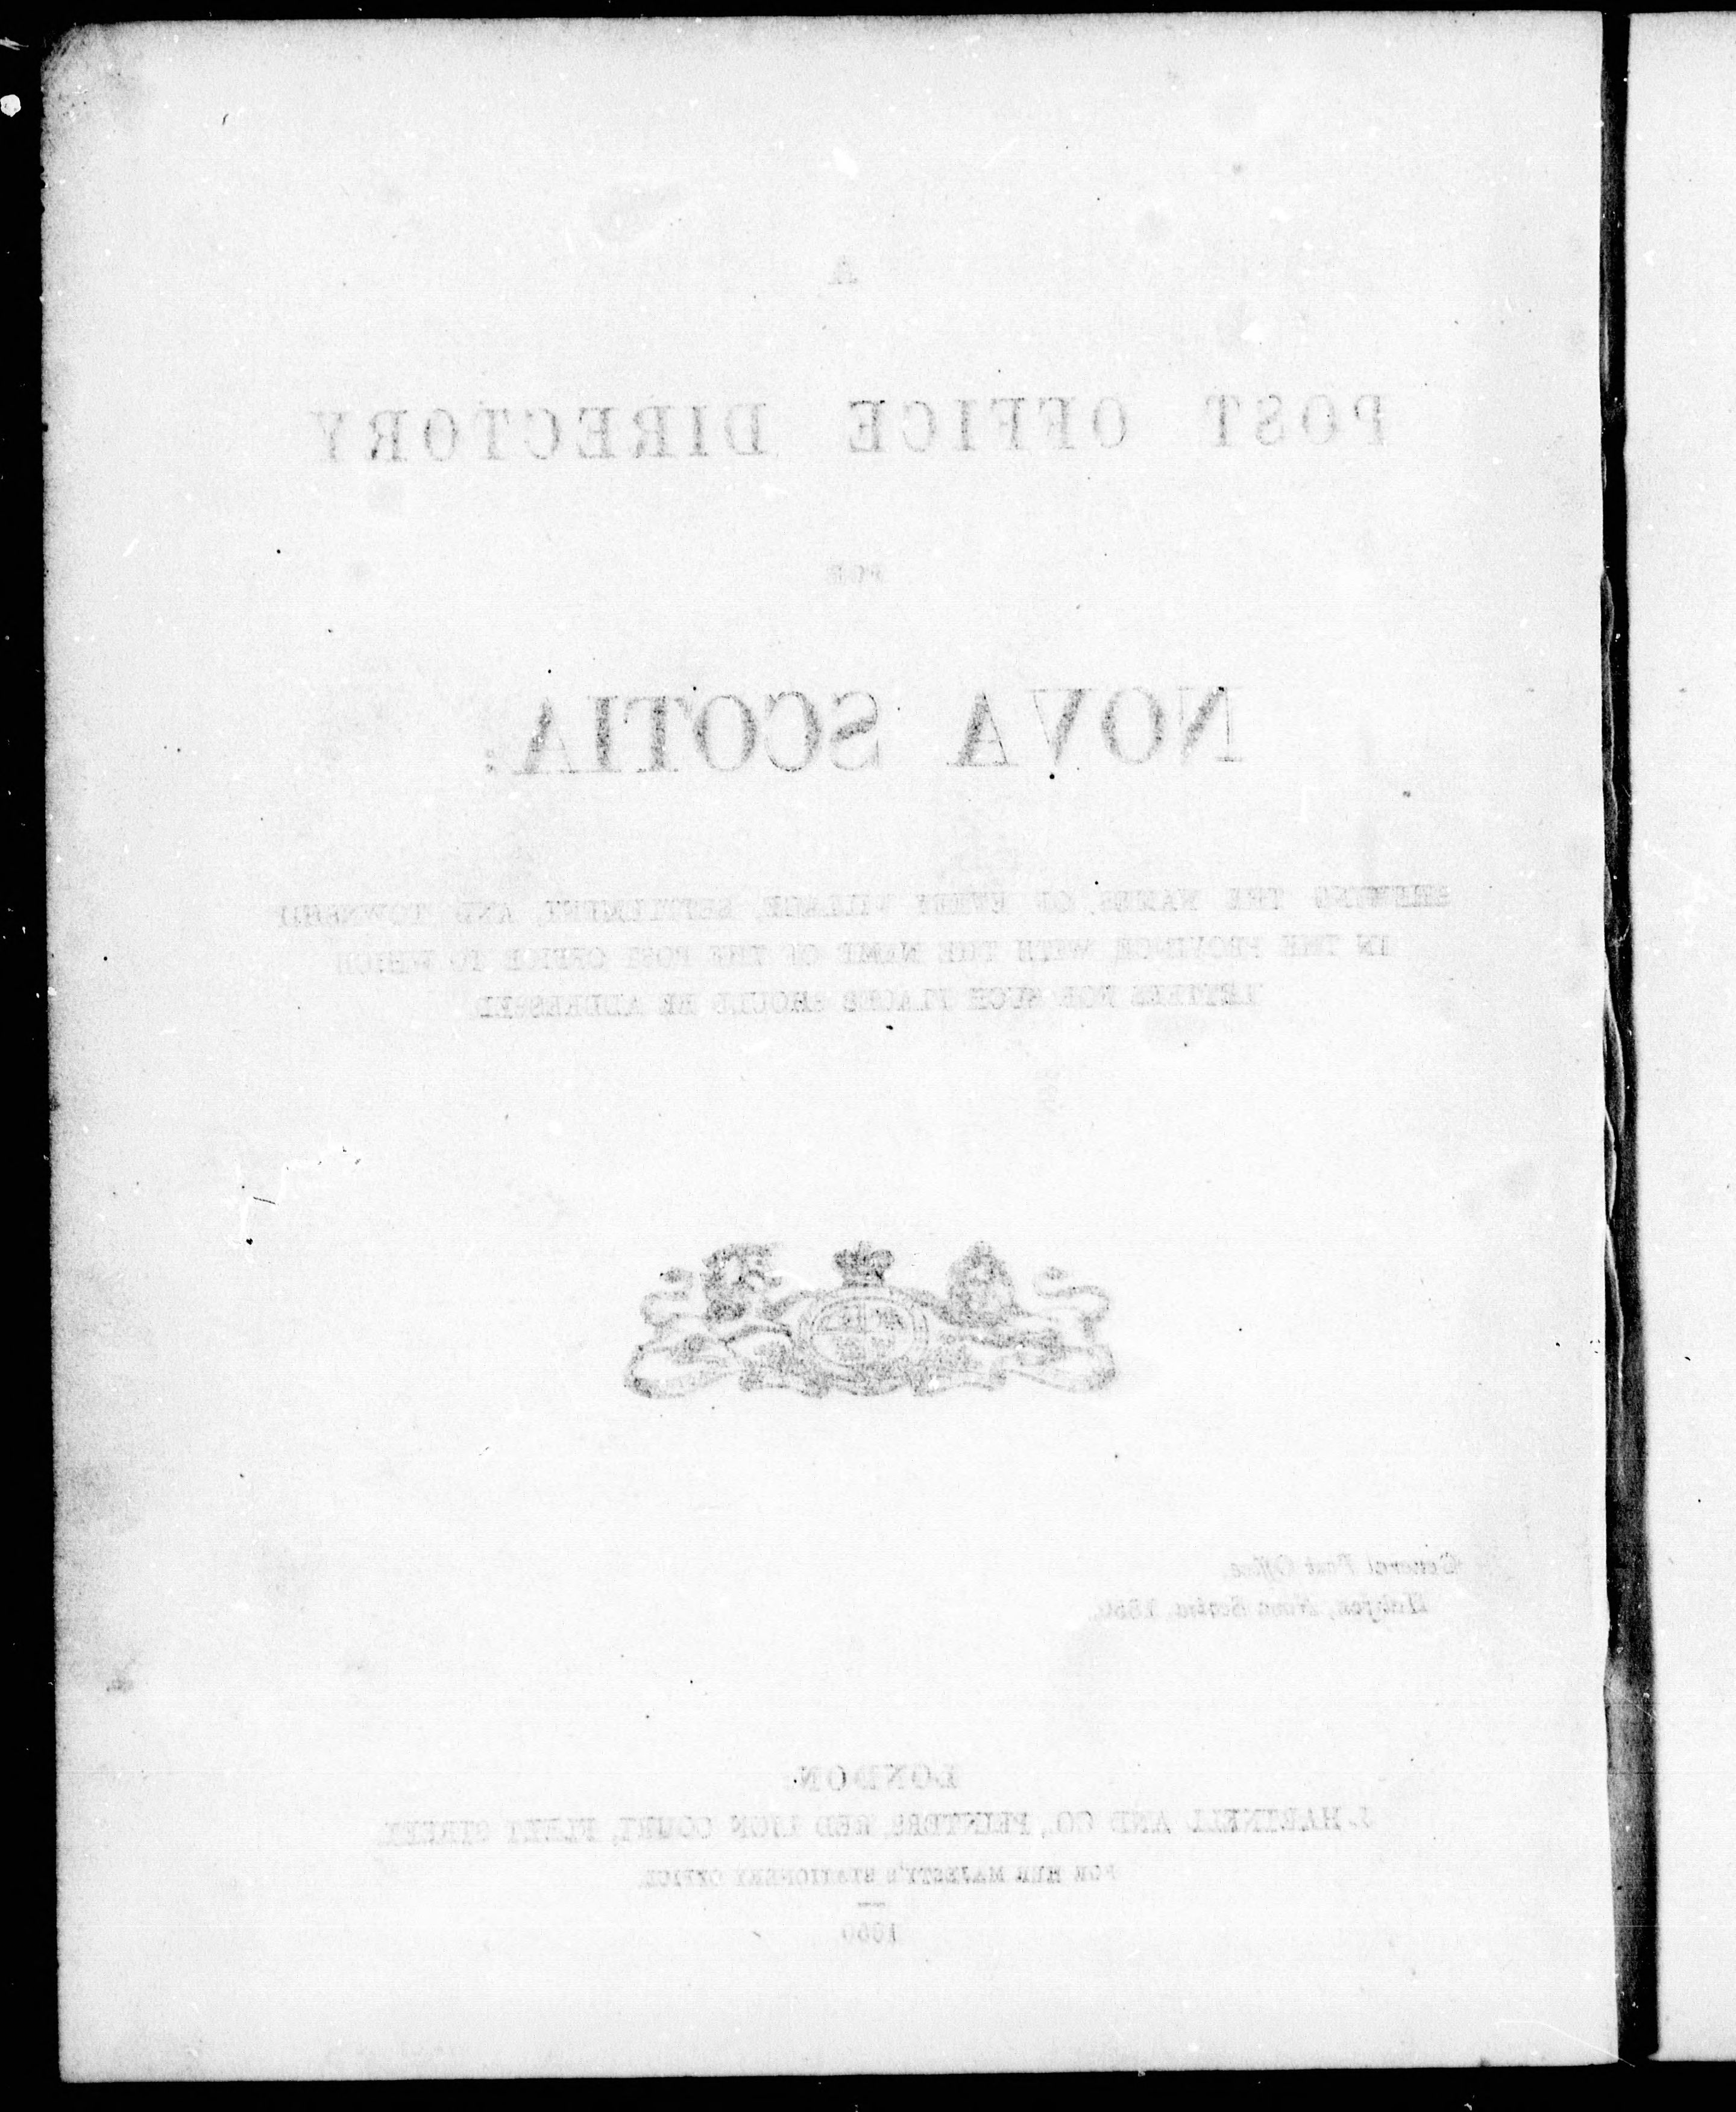 A
POST OFFICE DIRECTORY
FOR
NOVA SCOTIA:
SHEWING THE NAMES OF EVERY VILLAGE, SETTLEMENT, AND TOWNSHIP
IN THE PROVINCE, WITH THE NAME OF THE POST OFFICE TO WHICH
LETTERS FOR SUCH PLACES SHOULD BE ADDRESSED.
General Post Office,
Halifax, Nova Scotia,
LONDON:
HARTNELL AND CO., PRINTERS, RED LION COURT, FLEET STREET,
FOR HER MAJESTY'S STATIONERY OFFICE.